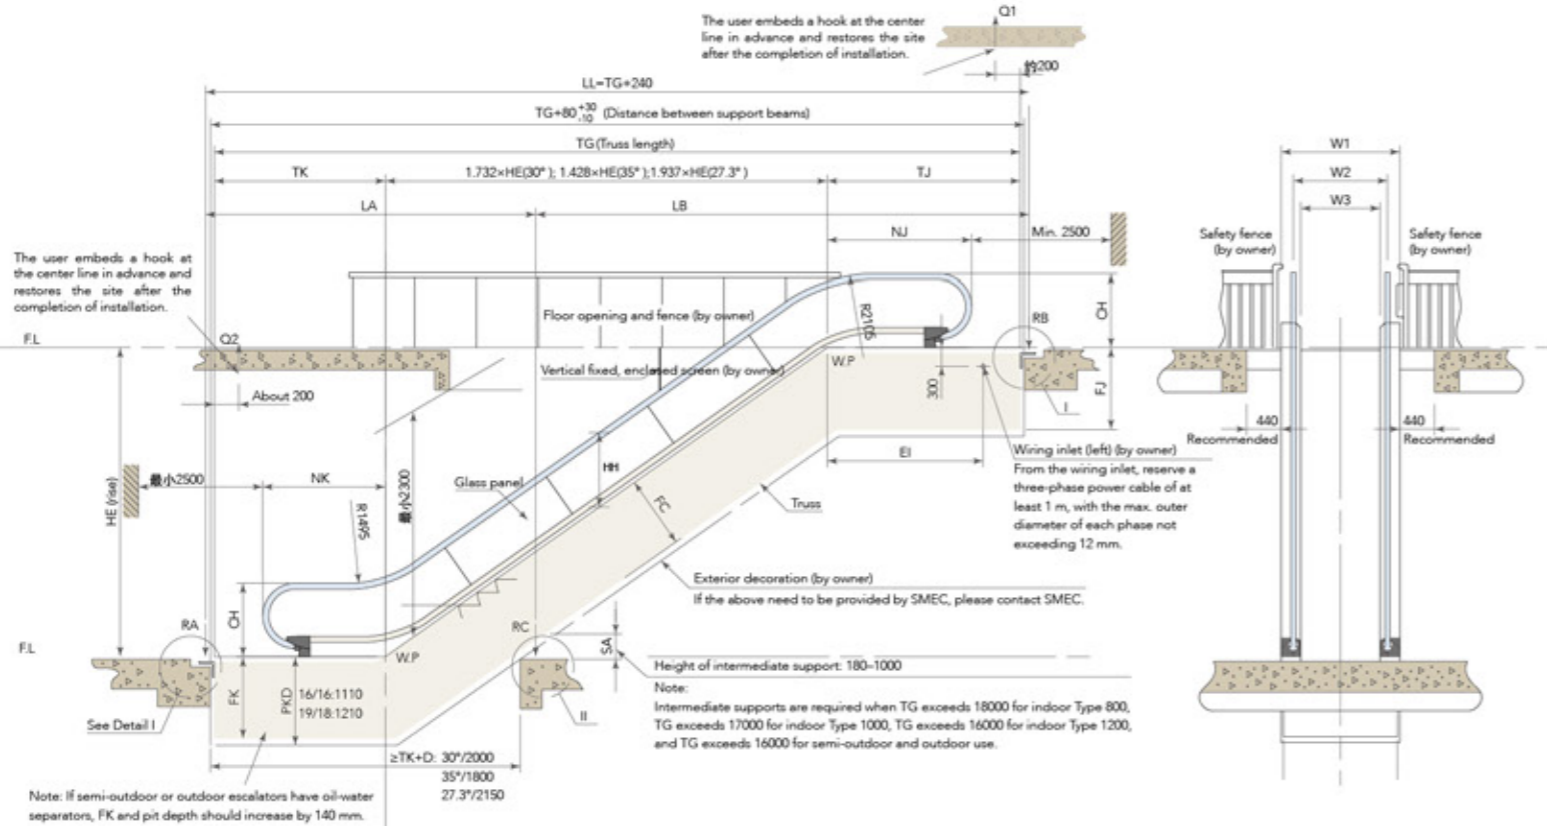 Q1
The user embeds a hook at the center
line in advance and restores the site
after the completion of installation.
约200
LL=TG+240
TG+80 +30 -10 (Distance between support beams)
TG(Truss length)
TK
1.732×HE(30° ); 1.428×HE(35° );1.937×HE(27.3° )
TJ
LA
LB
NJ
Min. 2500
W1
W2
W3
Safety fence
(by owner)
Safety fence
(by owner)
The user embeds a hook at
the center line in advance and
restores the site after the
completion of installation.
F.L
Q2
Floor opening and fence (by owner)
R2105
RB
CH
Vertical fixed, enclosed screen (by owner)
W.P
300
FJ
I
About 200
440
Recommended
440
Recommended
HE (rise)
最小2500
NK
R1495
最小2300
Glass panel
HH
FC
Truss
EI
Wiring inlet (left) (by owner)
From the wiring inlet, reserve a
three-phase power cable of at
least 1 m, with the max. outer
diameter of each phase not
exceeding 12 mm.
Exterior decoration (by owner)
If the above need to be provided by SMEC, please contact SMEC.
CH
RA
RC
SA
F.L
W.P
Height of intermediate support: 180–1000
FK
PKD
16/16:1110
19/18:1210
See Detail I
II
Note:
Intermediate supports are required when TG exceeds 18000 for indoor Type 800,
TG exceeds 17000 for indoor Type 1000, TG exceeds 16000 for indoor Type 1200,
and TG exceeds 16000 for semi-outdoor and outdoor use.
≥TK+D: 30°/2000
35°/1800
27.3°/2150
Note: If semi-outdoor or outdoor escalators have oil-water
separators, FK and pit depth should increase by 140 mm.